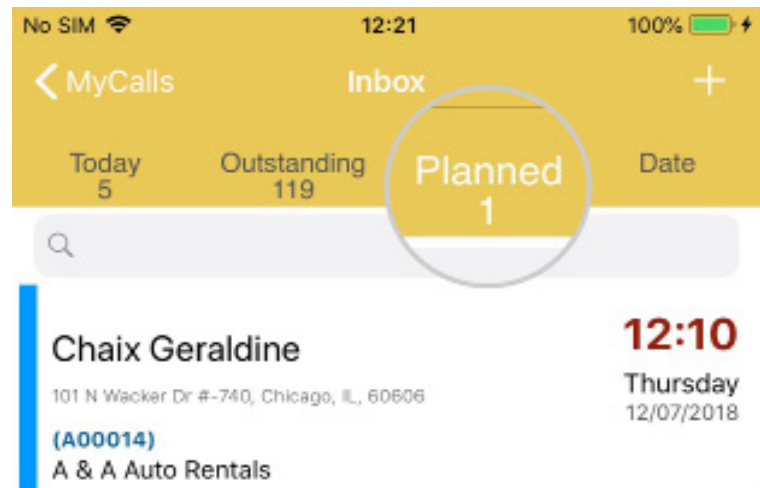 No SIM 12:21 100%
MyCalls Inbox
Today Outstanding Planned Date
5 119 1
Chaix Geraldine 12:10
101 N Wacker Dr #-740, Chicago, IL, 60606 Thursday
12/07/2018
(A00014)
A & A Auto Rentals